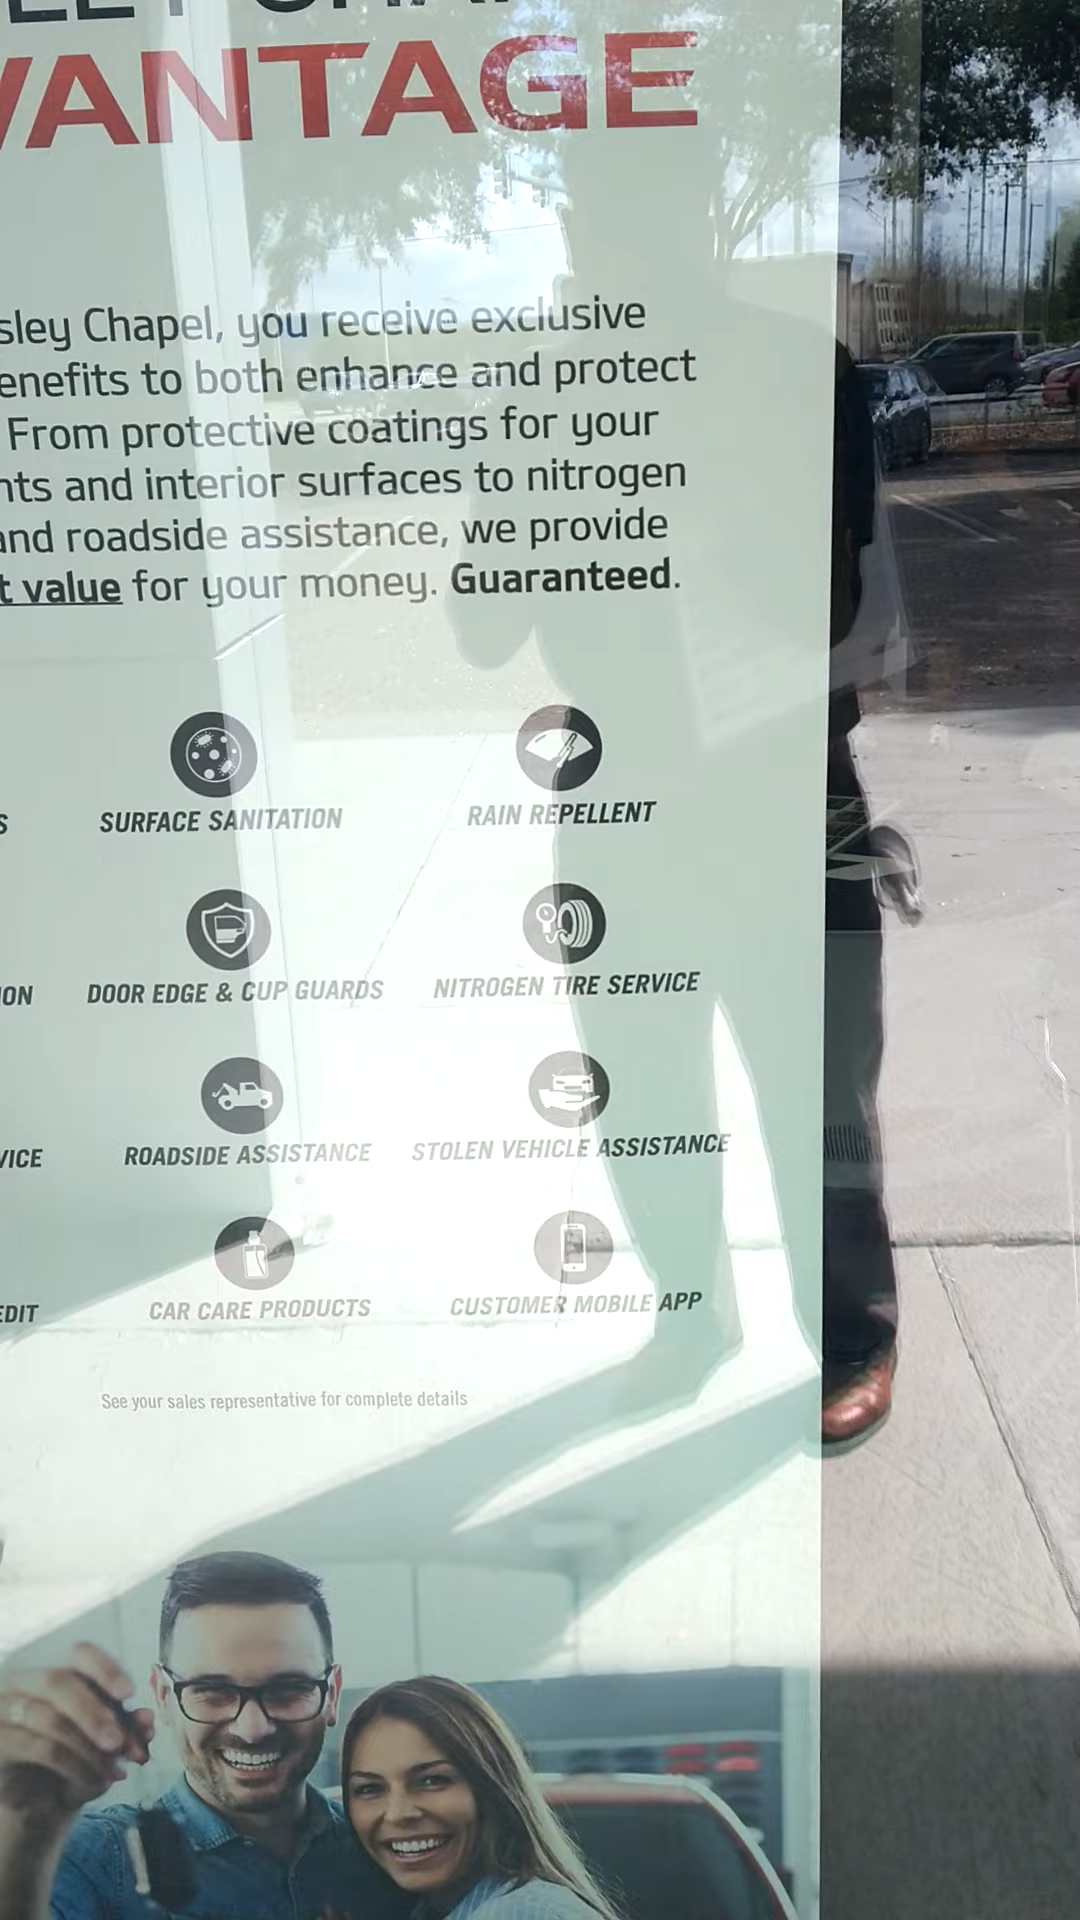 VANTAGE
sley Chapel, you receive exclusive
enefits to both enhance and protect
From protective coatings for your
nts and interior surfaces to nitrogen
and roadside assistance, we provide
t value for your money. Guaranteed.
S SURFACE SANITATION RAIN REPELLENT
ION DOOR EDGE & CUP GUARDS NITROGEN TIRE SERVICE
VICE ROADSIDE ASSISTANCE STOLEN VEHICLE ASSISTANCE
EDIT CAR CARE PRODUCTS CUSTOMER MOBILE APP
See your sales representative for complete details